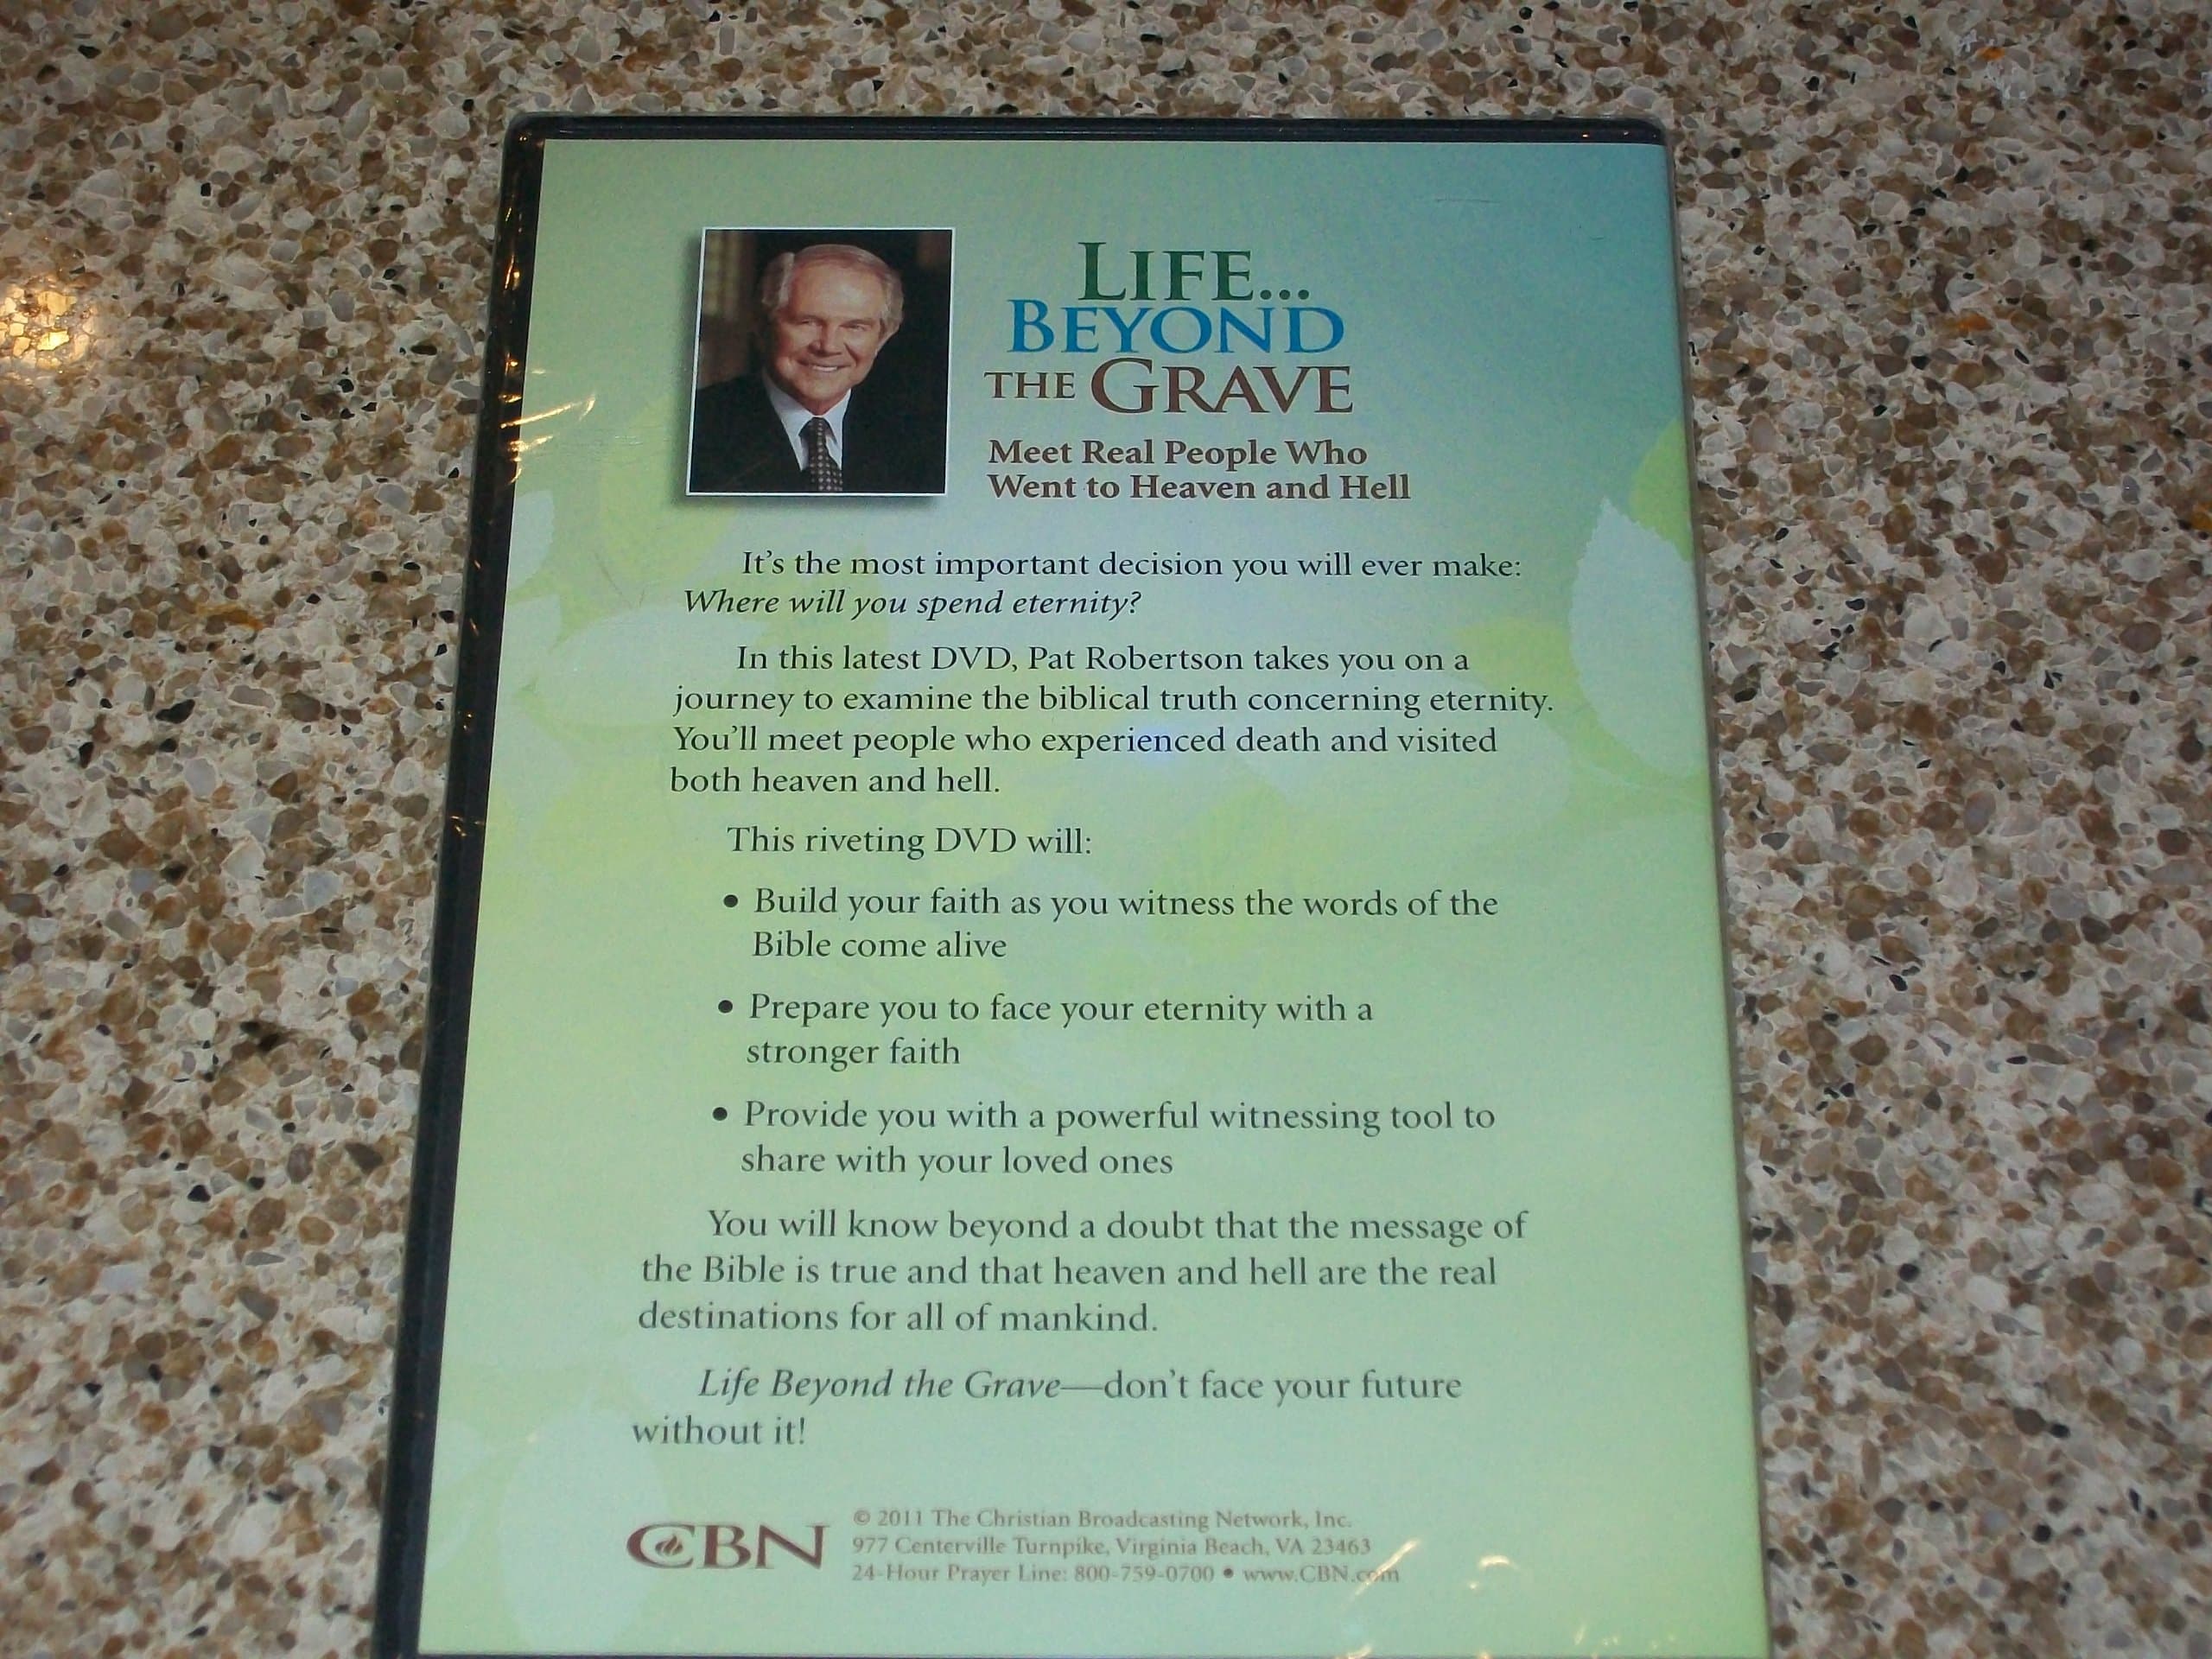 LIFE...
BEYOND
THE GRAVE
Meet Real People Who
Went to Heaven and Hell
It's the most important decision you will ever make:
Where will you spend eternity?
In this latest DVD, Pat Robertson takes you on a
journey to examine the biblical truth concerning eternity.
You'll meet people who experienced death and visited
both heaven and hell.
This riveting DVD will:
• Build your faith as you witness the words of the
Bible come alive
• Prepare you to face your eternity with a
stronger faith
• Provide you with a powerful witnessing tool to
share with your loved ones
You will know beyond a doubt that the message of
the Bible is true and that heaven and hell are the real
destinations for all of mankind.
Life Beyond the Grave—don't face your future
without it!
CBN
© 2011 The Christian Broadcasting Network, Inc.
977 Centerville Turnpike, Virginia Beach, VA 23463
24-Hour Prayer Line: 800-759-0700 • www.CBN.com